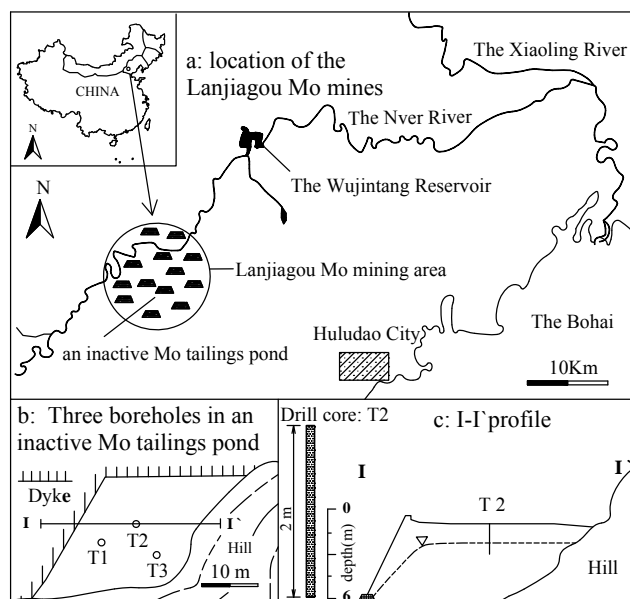 a: location of the
Lanjiagou Mo mines
CHINA
N
N
The Xiaoling River
The Nver River
The Wujintang Reservoir
Lanjiagou Mo mining area
an inactive Mo tailings pond
Huludao City
The Bohai
10Km
b: Three boreholes in an
inactive Mo tailings pond
Dyke
I
I`
T2
T1
T3
Hill
10 m
Drill core: T2
c: I-I`profile
2 m
I
I`
0
depth(m)
6
T 2
Hill